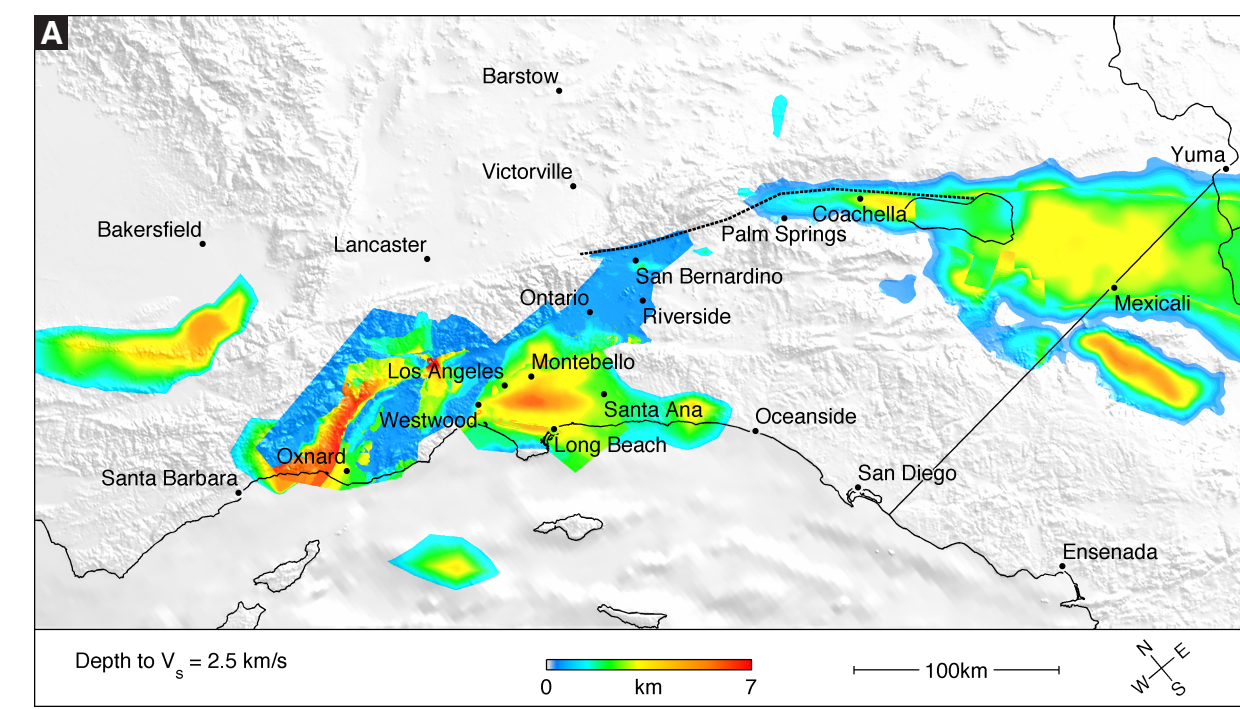 A
Barstow
Yuma
Victorville
Bakersfield
Coachella
Lancaster
Palm Springs
San Bernardino
Ontario
Mexicali
Riverside
Montebello
Los Angeles
Santa Ana
Westwood
Oceanside
Long Beach
Oxnard
Santa Barbara
San Diego
Ensenada
Depth to Vs = 2.5 km/s
0 km 7
100km
N E
W S